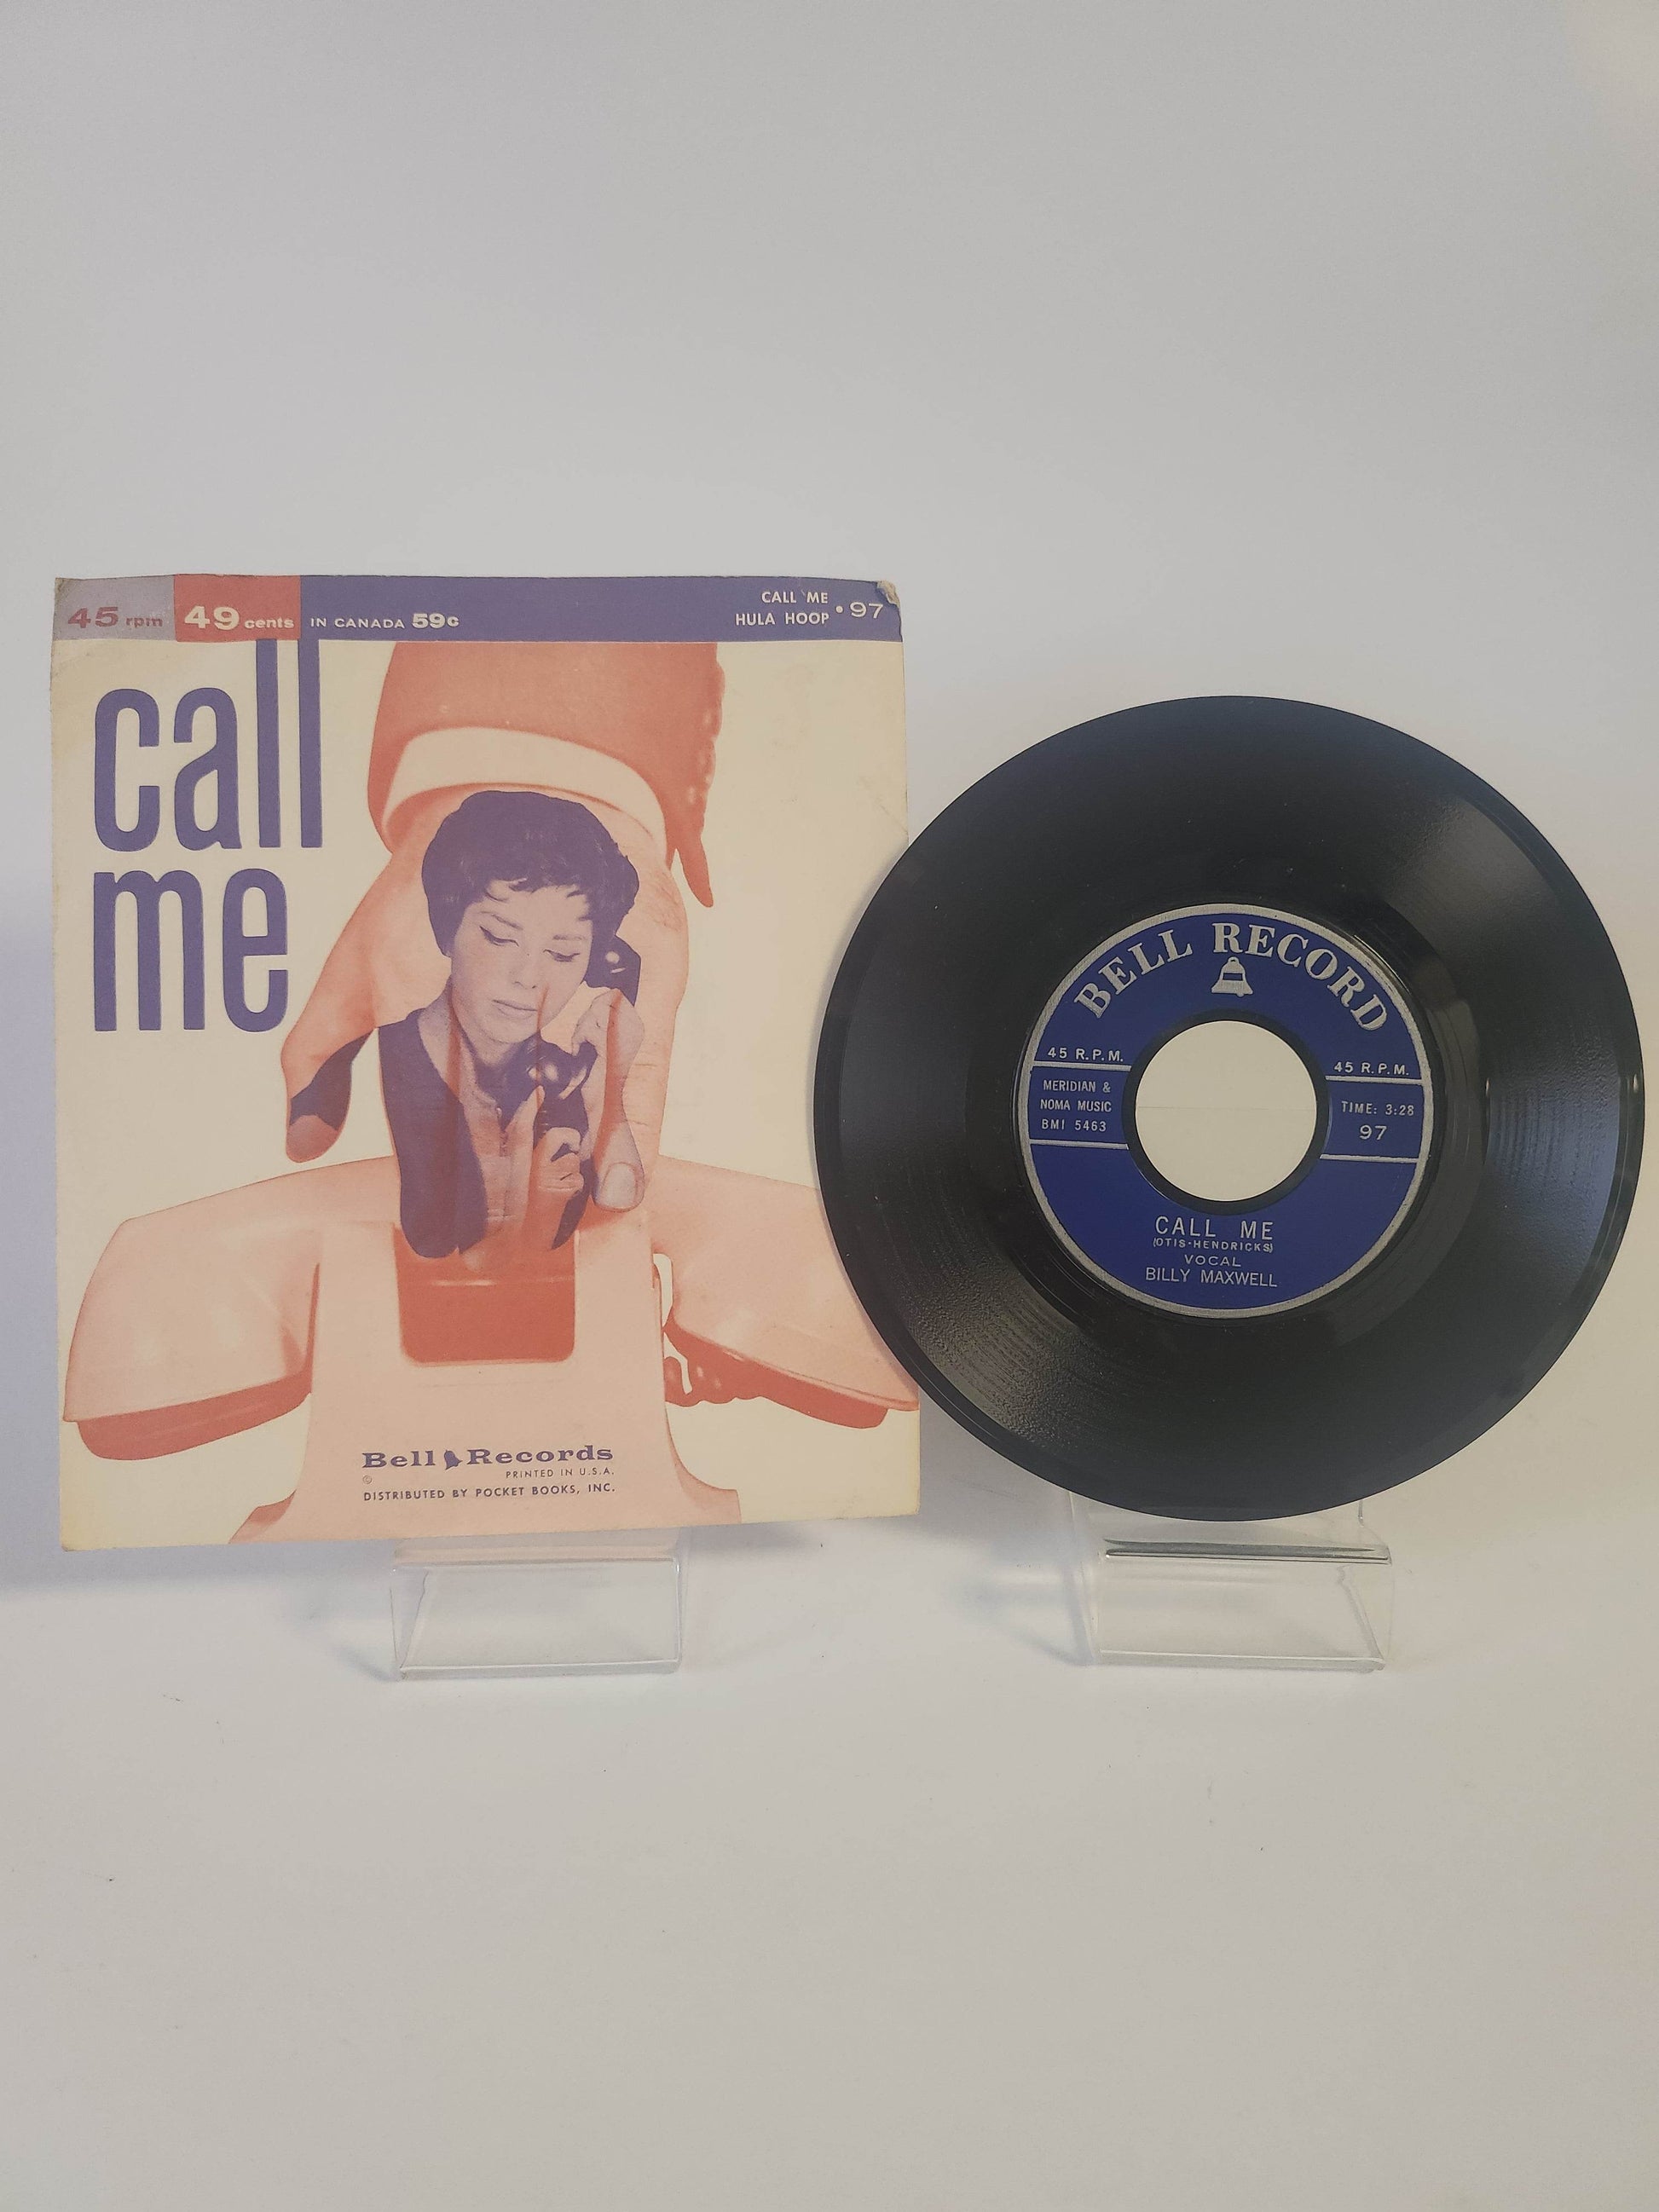 45 rpm 49 cents IN CANADA 59c
CALL ME
HULA HOOP • 97
call
me
Bell Records
PRINTED IN U.S.A.
©
DISTRIBUTED BY POCKET BOOKS, INC.
BELL RECORD
45 R.P.M.
45 R.P.M.
MERIDIAN &
NOMA MUSIC
BMI 5463
TIME: 3:28
97
CALL ME
(OTIS-HENDRICKS)
VOCAL
BILLY MAXWELL